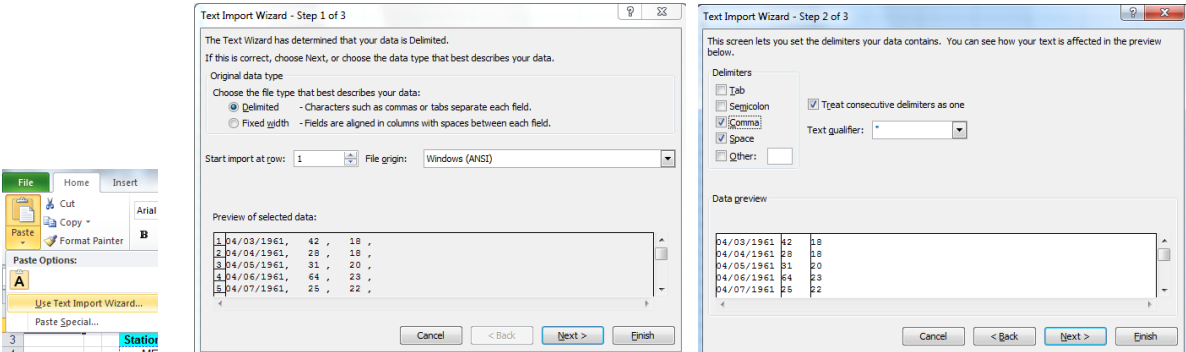 File Home Insert
Cut
Copy
Paste
Format Painter
Arial
B
Paste Options:
A
Use Text Import Wizard...
Paste Special...
3
Station
Text Import Wizard - Step 1 of 3
The Text Wizard has determined that your data is Delimited.
If this is correct, choose Next, or choose the data type that best describes your data.
Original data type
Choose the file type that best describes your data:
Delimited - Characters such as commas or tabs separate each field.
Fixed width - Fields are aligned in columns with spaces between each field.
Start import at row: 1 File origin: Windows (ANSI)
Preview of selected data:
1 04/03/1961, 42 , 18 ,
2 04/04/1961, 28 , 18 ,
3 04/05/1961, 31 , 20 ,
4 04/06/1961, 64 , 23 ,
5 04/07/1961, 25 , 22 ,
Cancel < Back Next > Finish
Text Import Wizard - Step 2 of 3
This screen lets you set the delimiters your data contains. You can see how your text is affected in the preview
below.
Delimiters
Tab
Semicolon
Comma
Space
Other:
Treat consecutive delimiters as one
Text qualifier: "
Data preview
04/03/1961 42 18
04/04/1961 28 18
04/05/1961 31 20
04/06/1961 64 23
04/07/1961 25 22
Cancel < Back Next > Finish